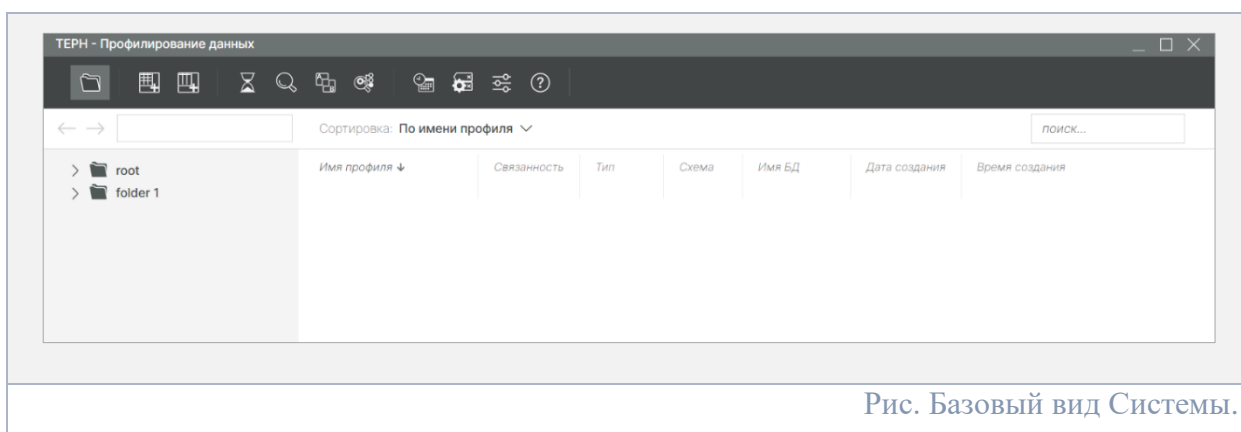 ТЕРН - Профилирование данных
Сортировка: По имени профиля
поиск...
root
folder 1
Имя профиля Связанность Тип Схема Имя БД Дата создания Время создания
Рис. Базовый вид Системы.